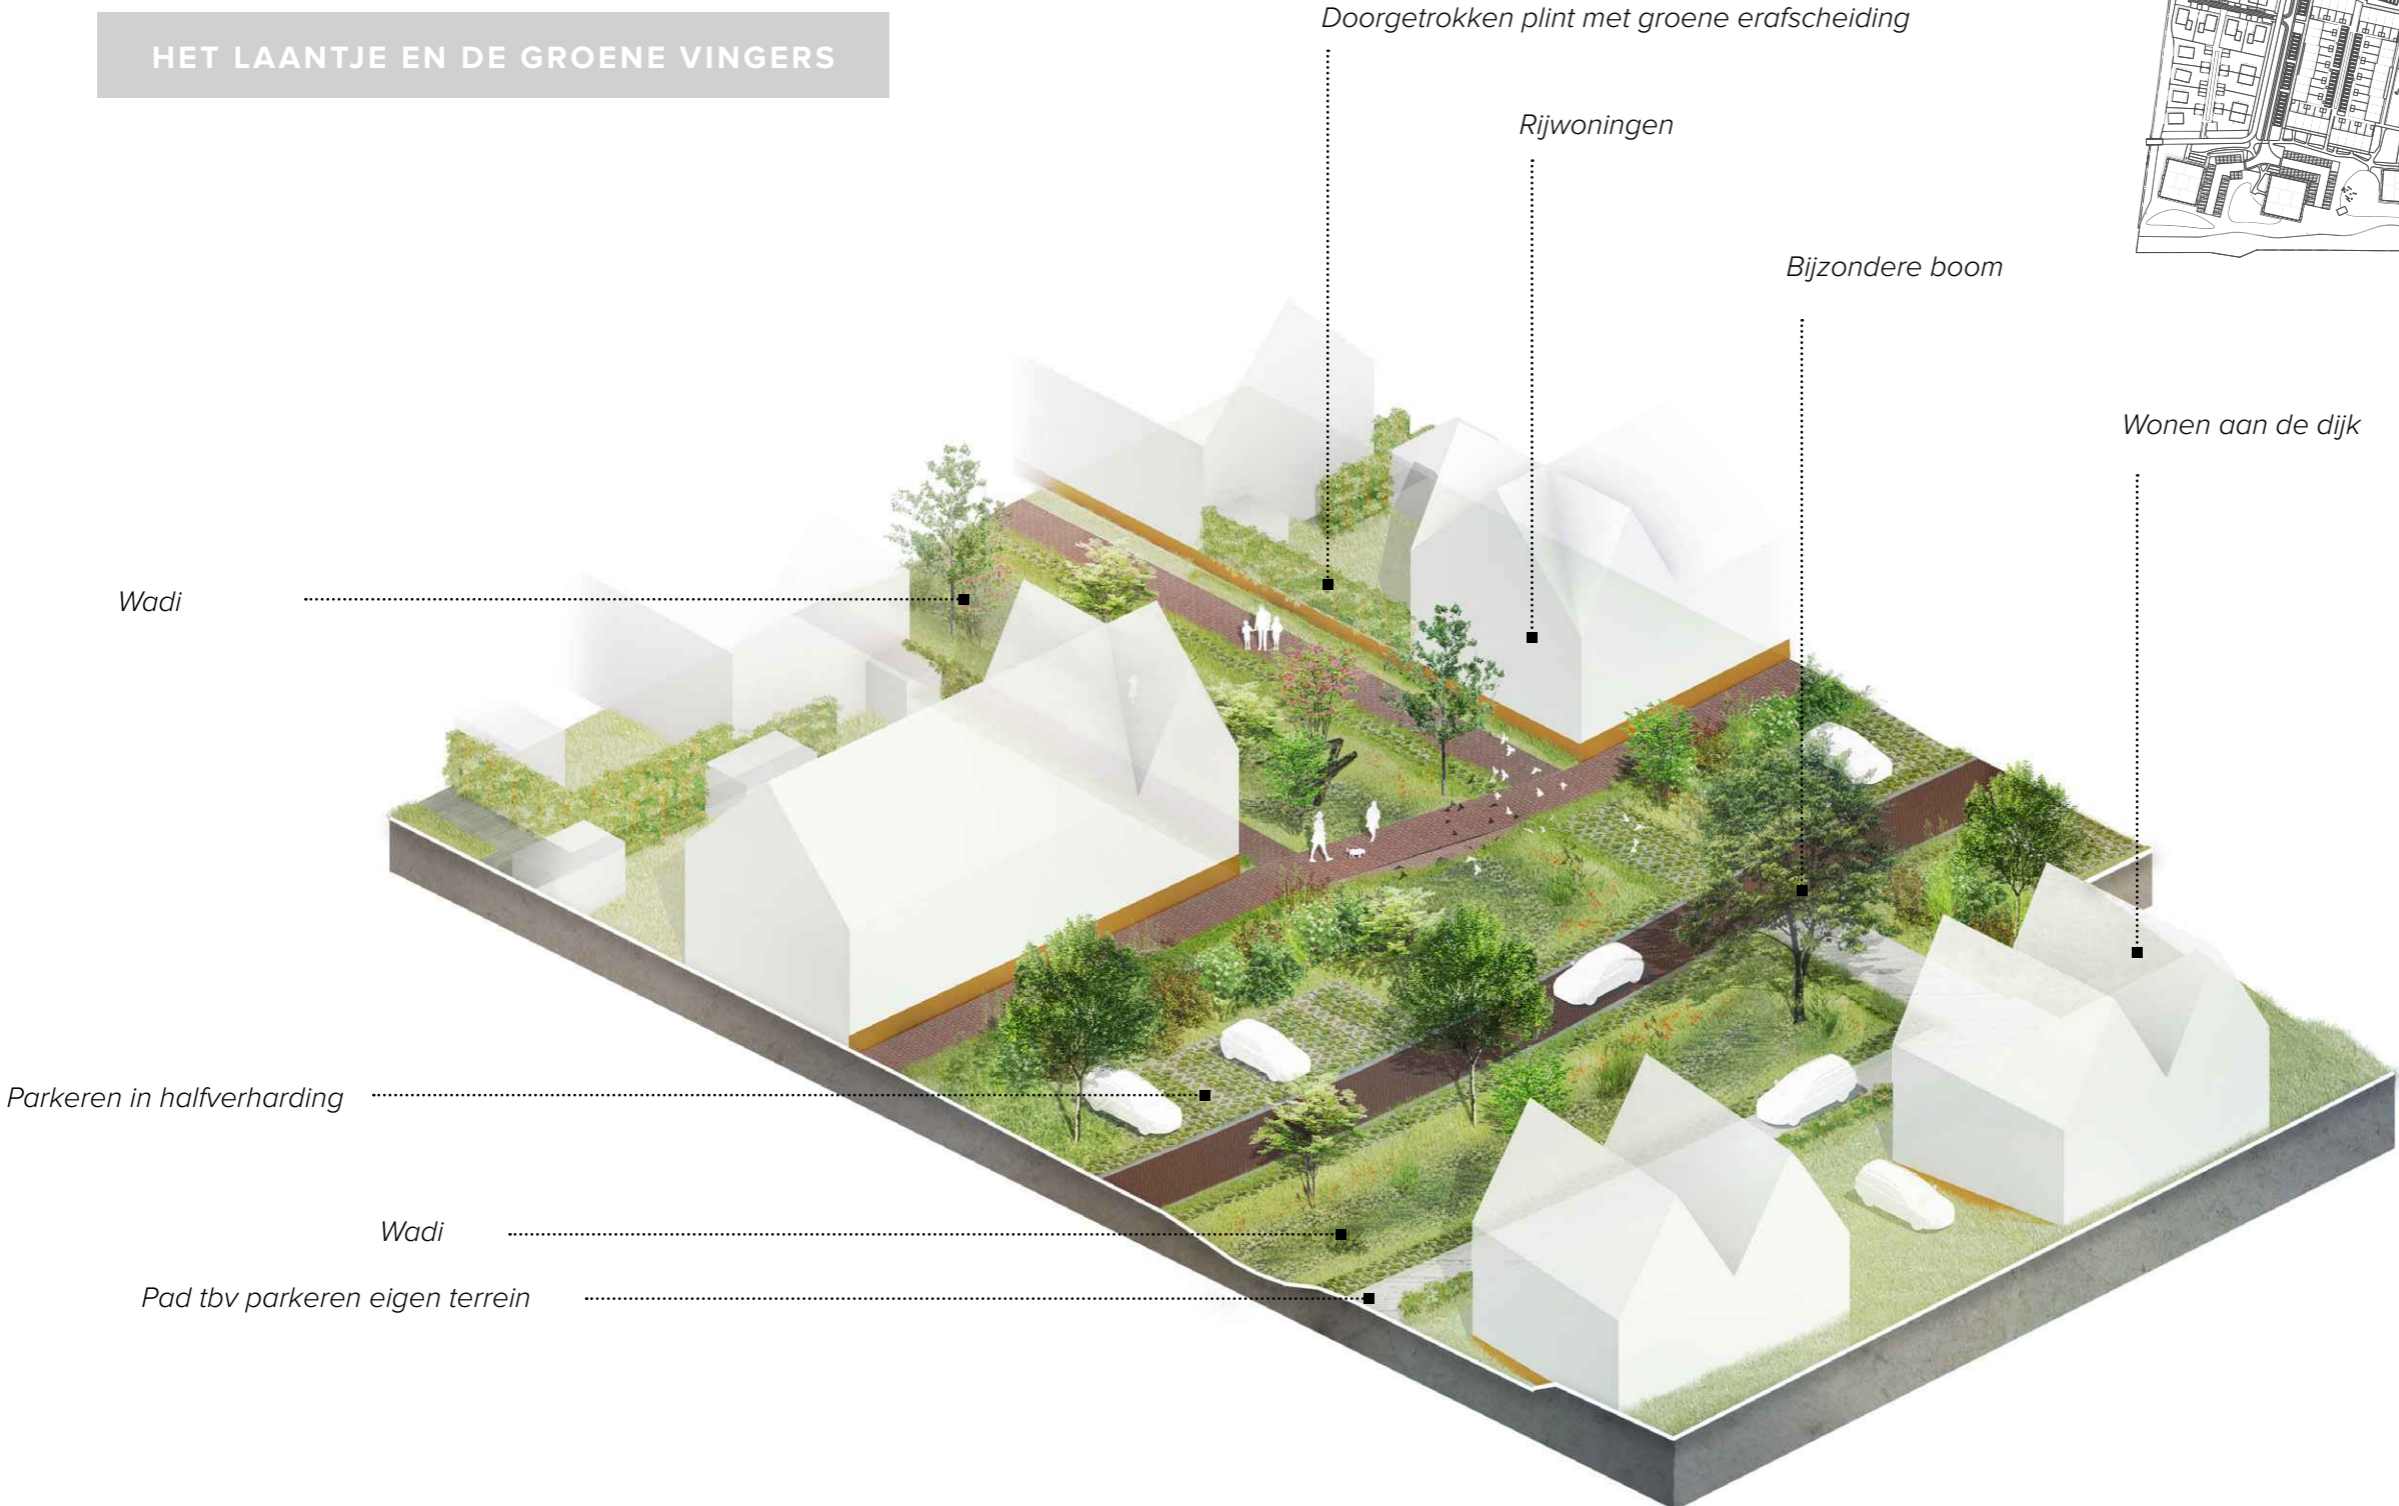 HET LAANTJE EN DE GROENE VINGERS
Doorgetrokken plint met groene erafscheiding
Rijwoningen
Bijzondere boom
Wonen aan de dijk
Wadi
Parkeren in halfverharding
Wadi
Pad tbv parkeren eigen terrein